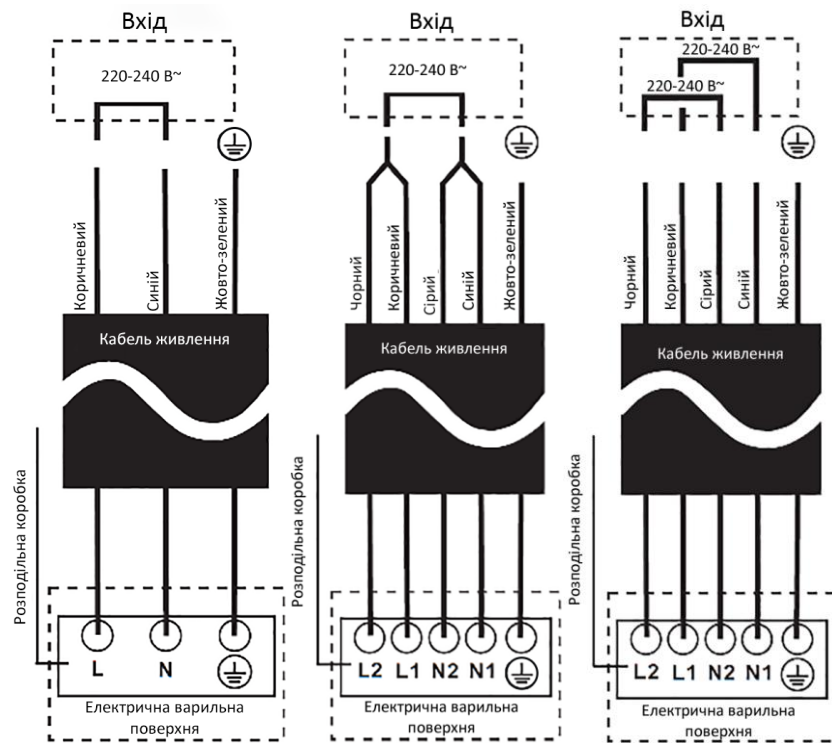 Вхід
220-240 В~
Коричневий
Синій
Жовто-зелений
Кабель живлення
Розподільна коробка
L N
Електрична варильна
поверхня
Вхід
220-240 В~
Чорний
Коричневий
Сірий
Синій
Жовто-зелений
Кабель живлення
Розподільна коробка
L2 L1 N2 N1
Електрична варильна
поверхня
Вхід
220-240 В~
220-240 В~
Чорний
Коричневий
Сірий
Синій
Жовто-зелений
Кабель живлення
Розподільна коробка
L2 L1 N2 N1
Електрична варильна
поверхня